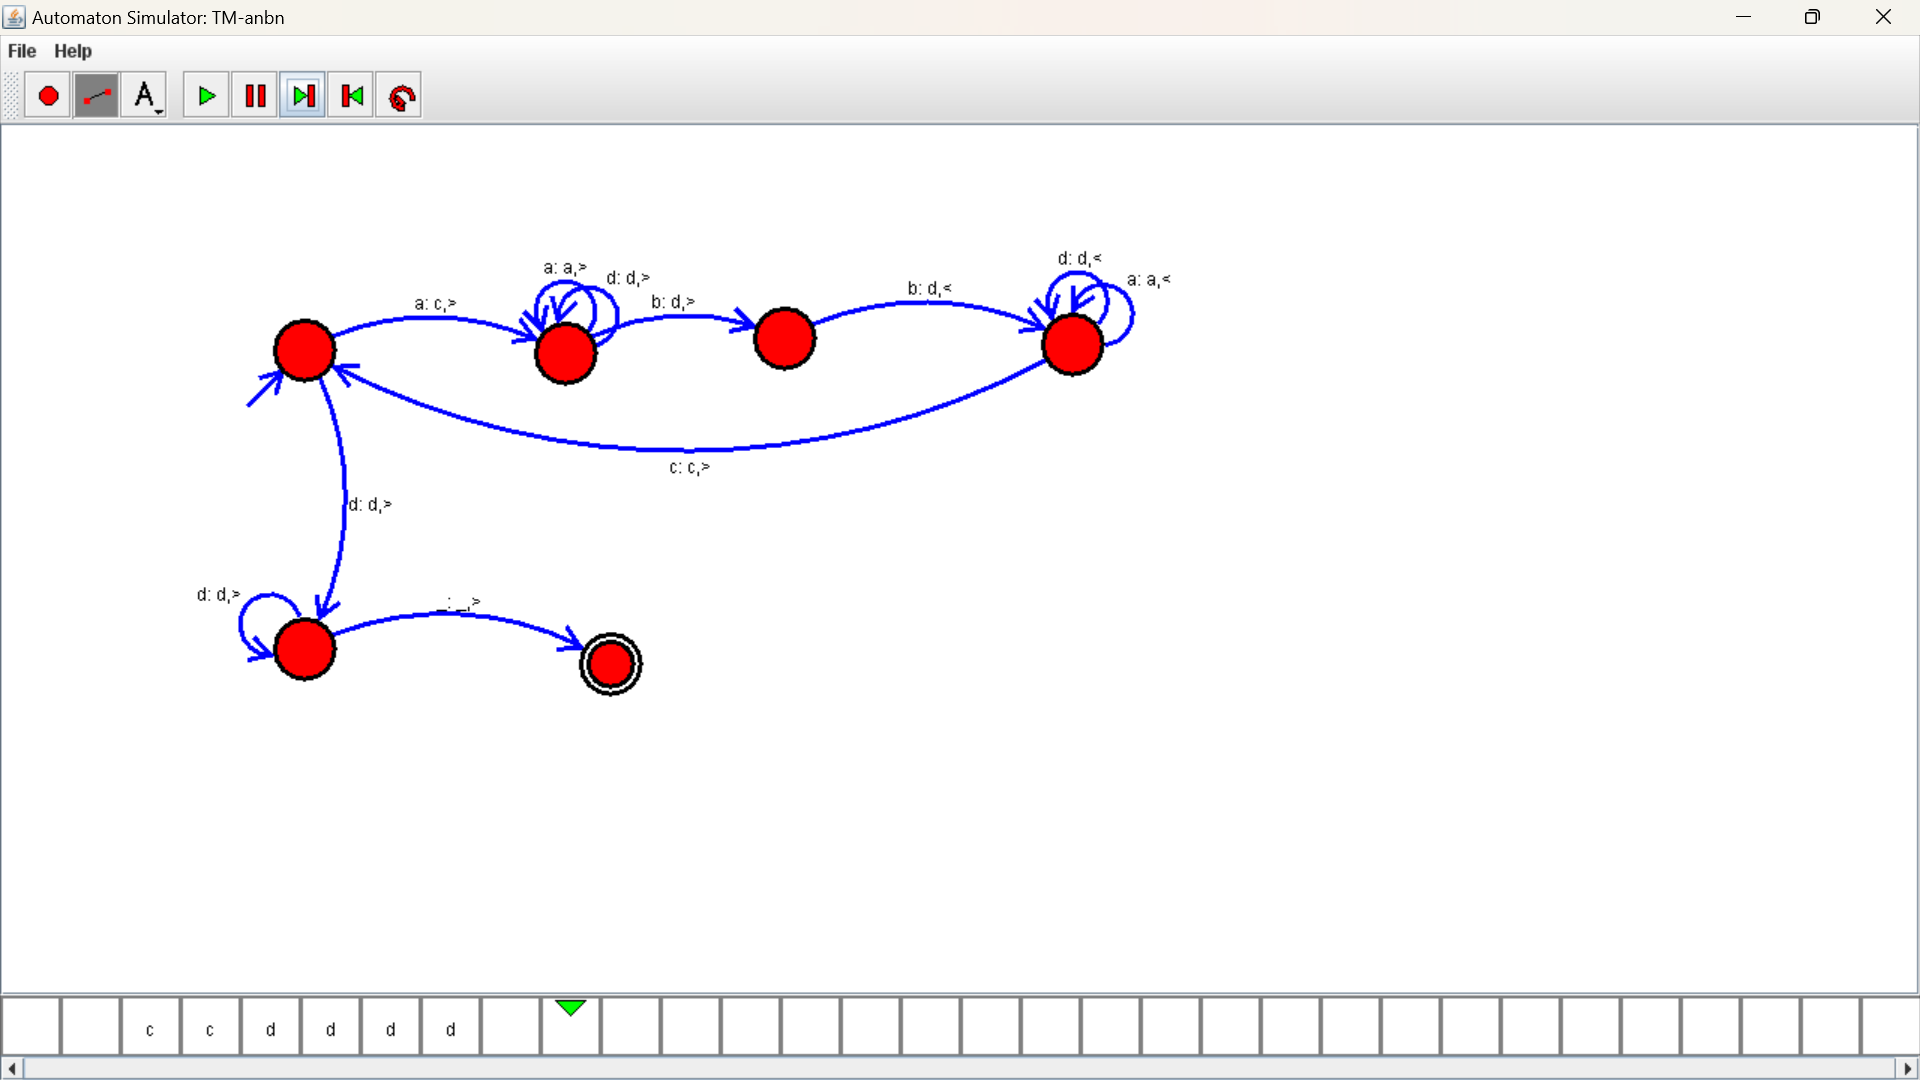 Automaton Simulator: TM-anbn
File Help
A
d: d,<
a: a,>
d: d,>
a: a,<
b: d,<
a: c,>
b: d,>
c: c,>
d: d,>
d: d,>
_: _,>
c c d d d d